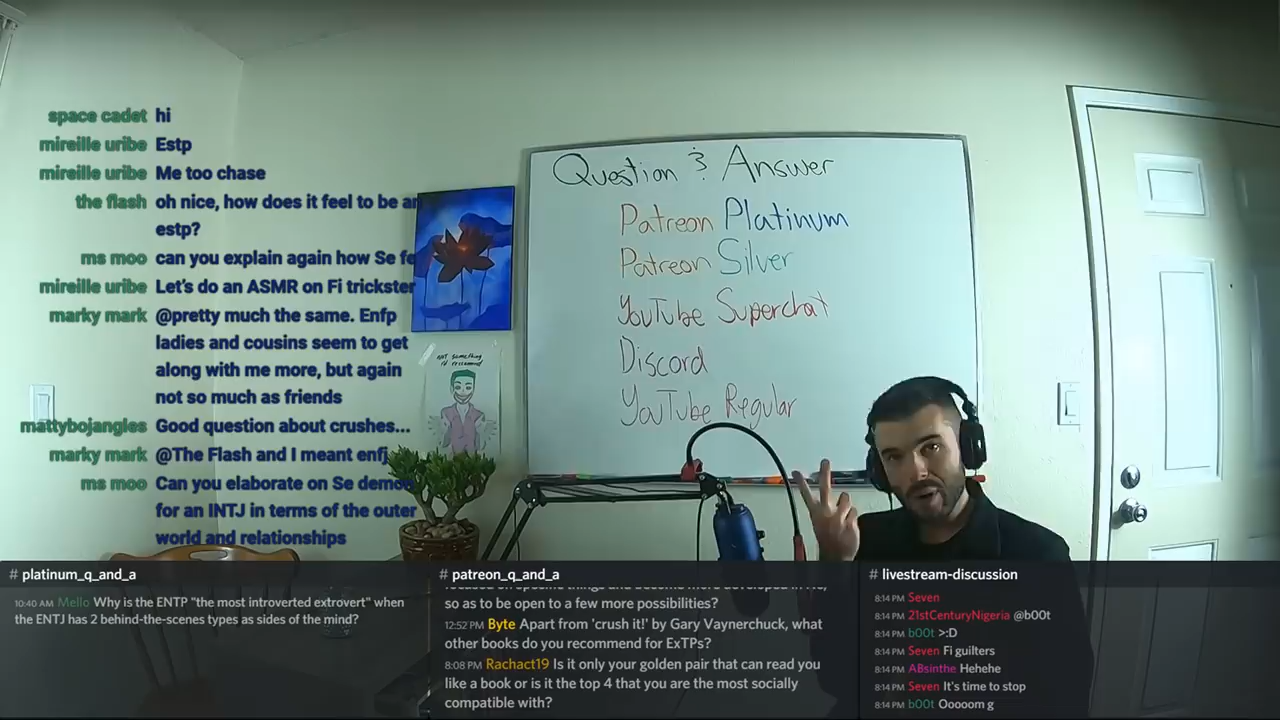 space cadet hi
mireille uribe Estp
mireille uribe Me too chase
the flash oh nice, how does it feel to be an
estp?
ms moo can you explain again how Se fe
mireille uribe Let's do an ASMR on Fi trickster
marky mark @pretty much the same. Enfp
ladies and cousins seem to get
along with me more, but again
not so much as friends
mattybojangles Good question about crushes...
marky mark @The Flash and I meant enfj
ms moo Can you elaborate on Se demon
for an INTJ in terms of the outer
world and relationships
Question & Answer
Patreon Platinum
Patreon Silver
YouTube Superchat
Discord
YouTube Regular
NOT something
I'd recommend
# platinum_q_and_a
10:40 AM Mello Why is the ENTP "the most introverted extrovert" when
the ENTJ has 2 behind-the-scenes types as sides of the mind?
# patreon_q_and_a
so as to be open to a few more possibilities?
12:52 PM Byte Apart from 'crush it!' by Gary Vaynerchuck, what
other books do you recommend for ExTPs?
8:08 PM Rachact19 Is it only your golden pair that can read you
like a book or is it the top 4 that you are the most socially
compatible with?
# livestream-discussion
8:14 PM Seven
8:14 PM 21stCenturyNigeria @b00t
8:14 PM b00t >:D
8:14 PM Seven Fi guilters
8:14 PM ABsinthe Hehehe
8:14 PM Seven It's time to stop
8:14 PM b00t Ooooom g